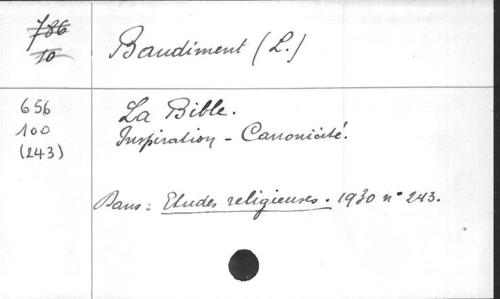 786
10
Baudiment (L.)
656
100
(243)
La Bible.
Inspiration - Canonicité.
Dans : Etudes religieuses. 1930 n° 243.